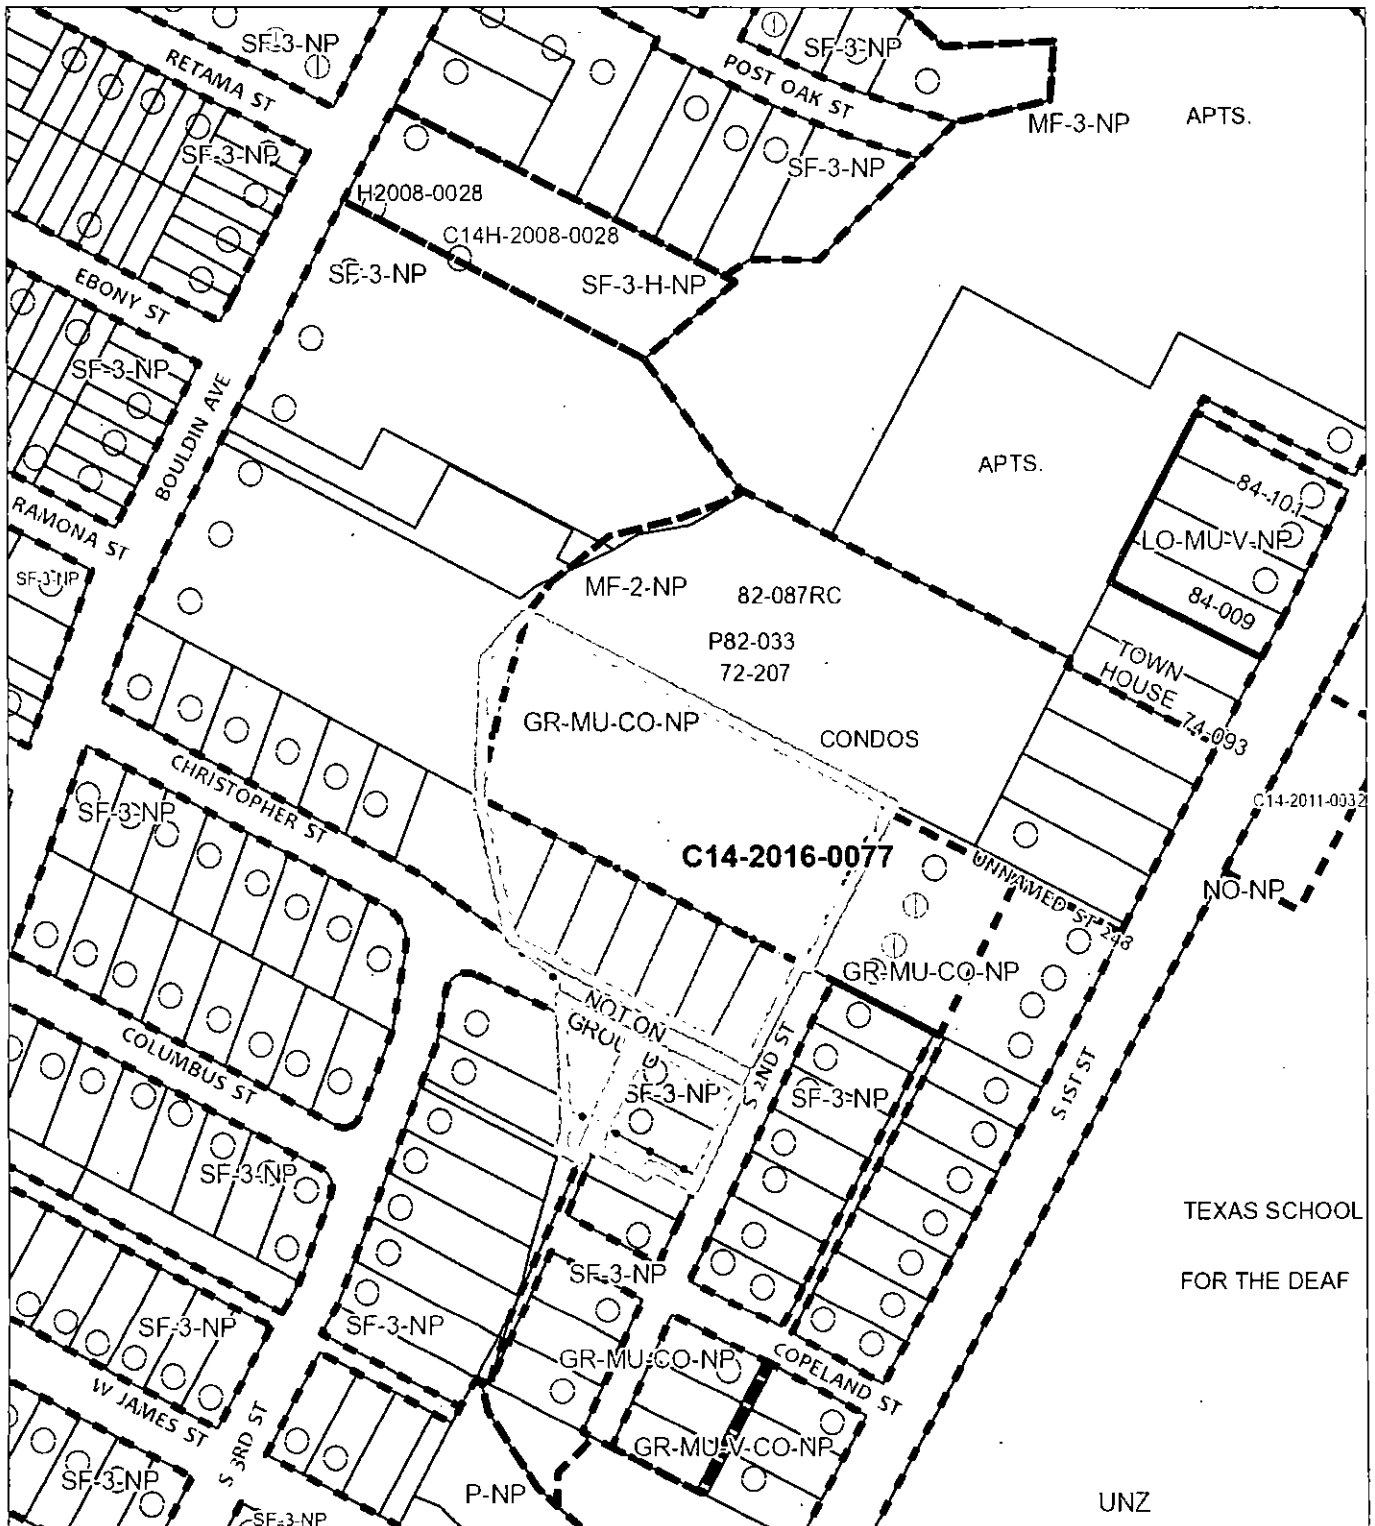 SF-3-NP
RETAMA ST
SF-3-NP
POST OAK ST
SF-3-NP
MF-3-NP
APTS.
SF-3-NP
H2008-0028
C14H-2008-0028
SF-3-NP
SF-3-H-NP
EBONY ST
SF-3-NP
BOULDIN AVE
RAMONA ST
SF-3-NP
APTS.
84-101
LO-MU-V-NP
84-009
MF-2-NP
82-087RC
P82-033
72-207
TOWN
HOUSE
74-093
GR-MU-CO-NP
CONDOS
CHRISTOPHER ST
SF-3-NP
C14-2011-0032
C14-2016-0077
UNNAMED ST 248
NO-NP
GR-MU-CO-NP
NOT ON
GROUND
COLUMBUS ST
SF-3-NP
S 2ND ST
SF-3-NP
S 1ST ST
SF-3-NP
TEXAS SCHOOL
FOR THE DEAF
SF-3-NP
SF-3-NP
SF-3-NP
GR-MU-CO-NP
COPELAND ST
W JAMES ST
S 3RD ST
GR-MU-V-CO-NP
SF-3-NP
P-NP
UNZ
SF-3-NP